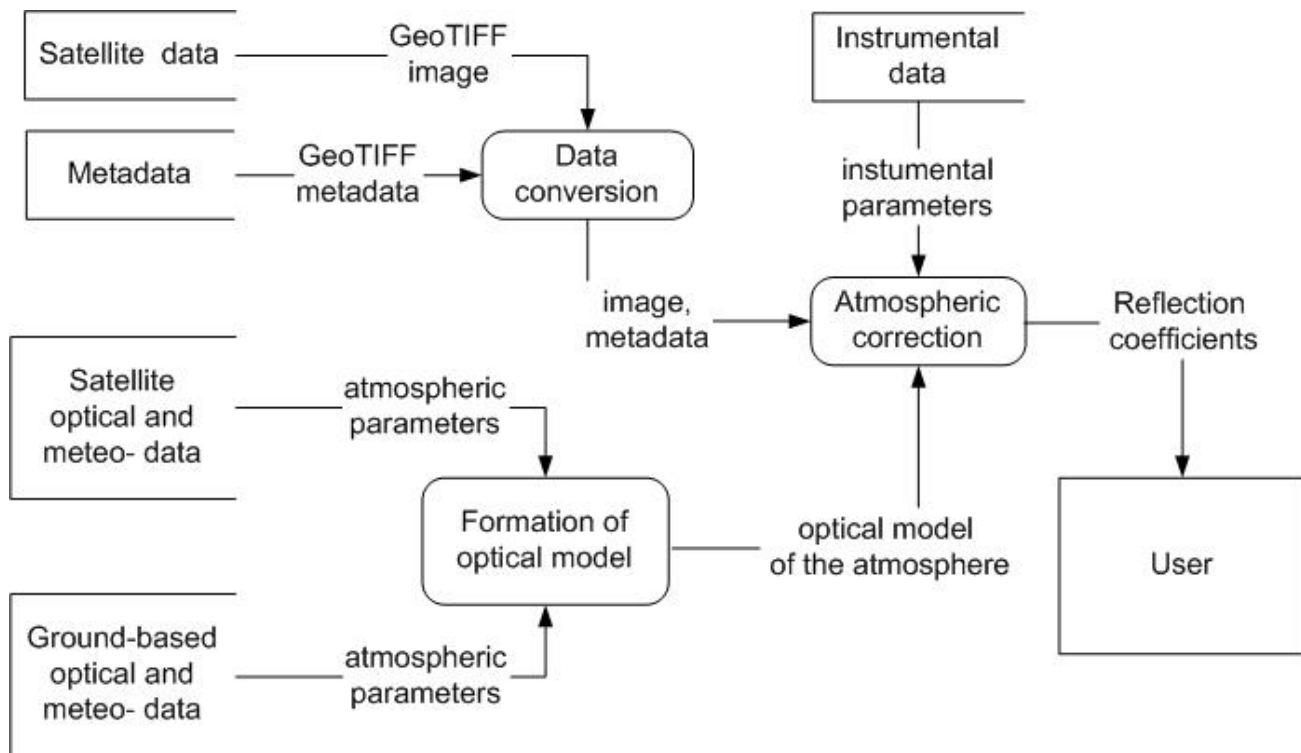 Satellite data
GeoTIFF
image
Instrumental
data
Metadata
GeoTIFF
metadata
Data
conversion
instumental
parameters
image,
metadata
Atmospheric
correction
Reflection
coefficients
Satellite
optical and
meteo- data
atmospheric
parameters
Formation of
optical model
optical model
of the atmosphere
User
Ground-based
optical and
meteo- data
atmospheric
parameters